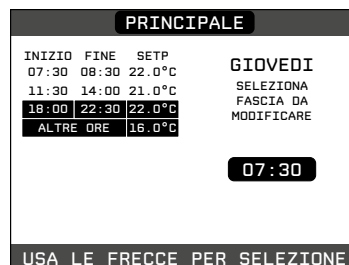 PRINCIPALE
INIZIO FINE SETP
07:30 08:30 22.0°C
11:30 14:00 21.0°C
18:00 22:30 22.0°C
ALTRE ORE 16.0°C
GIOVEDI
SELEZIONA
FASCIA DA
MODIFICARE
07:30
USA LE FRECCE PER SELEZIONE